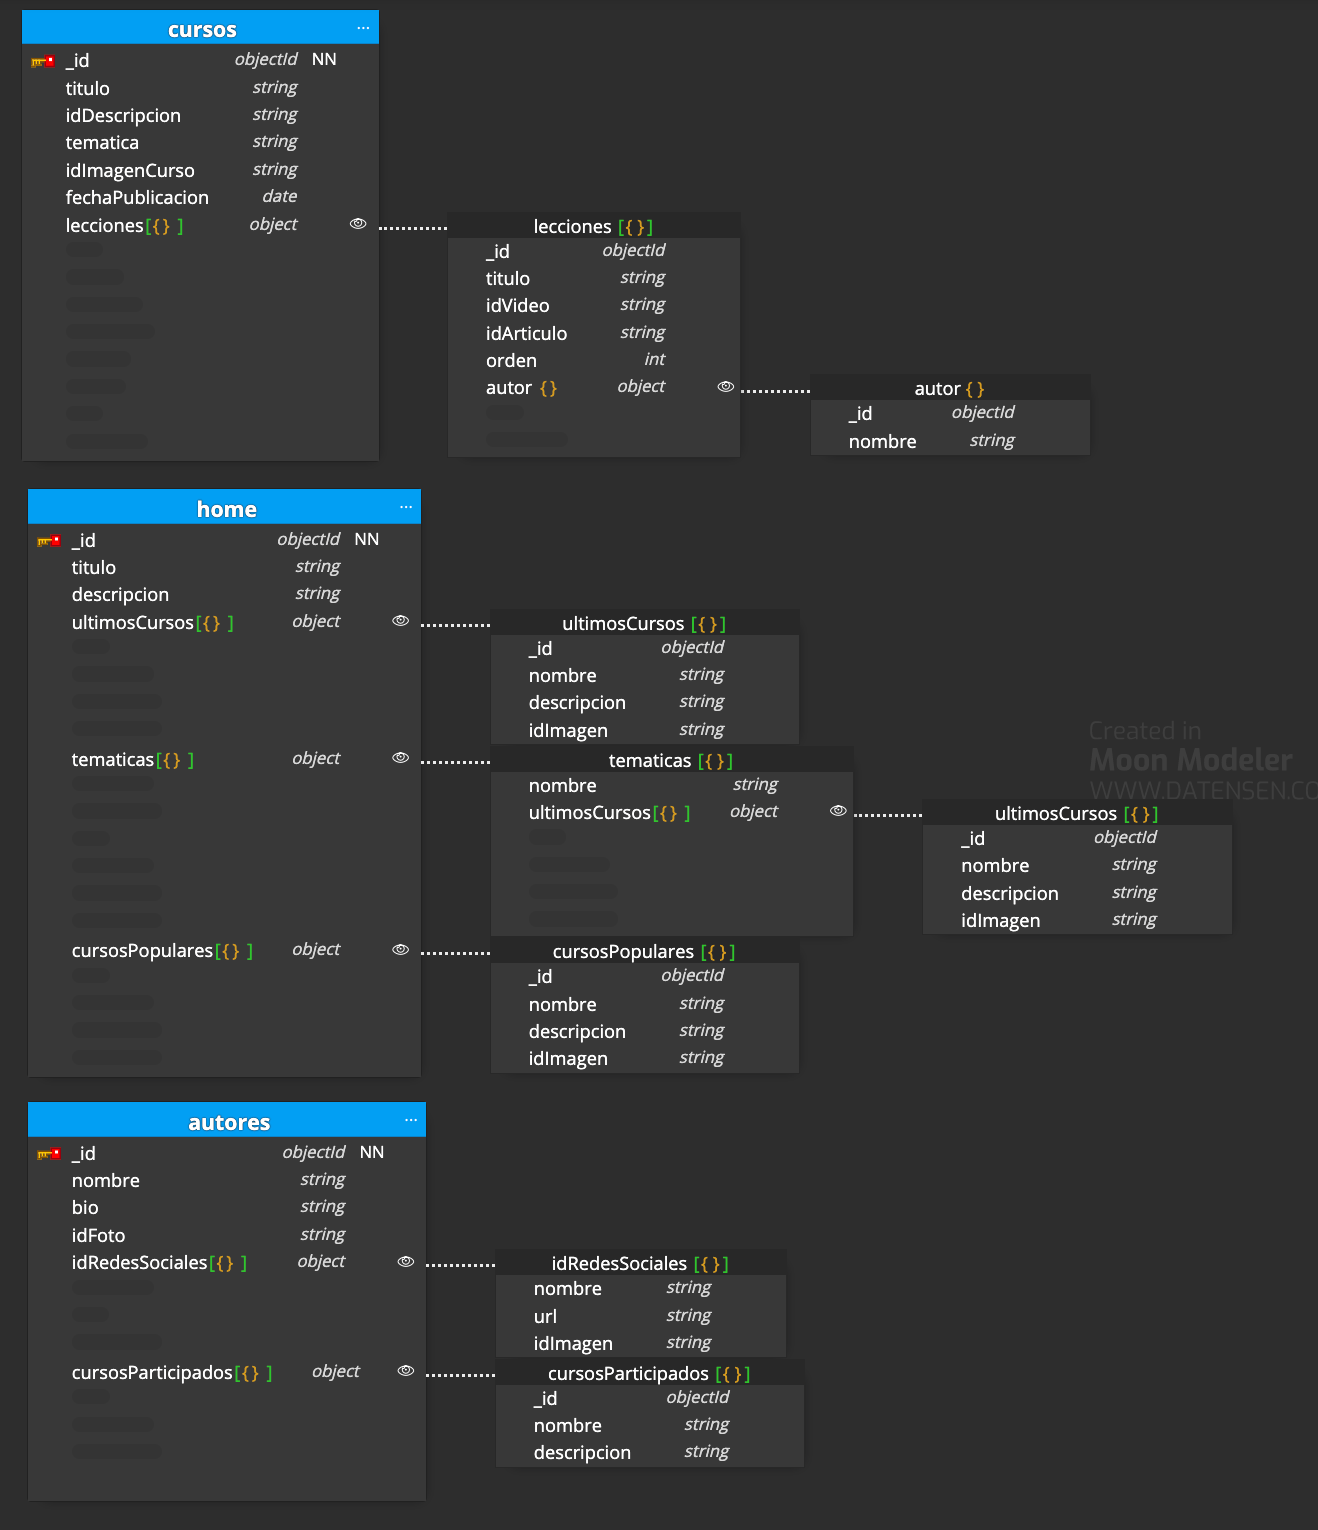 cursos ...
_id objectId NN
titulo string
idDescripcion string
tematica string
idImagenCurso string
fechaPublicacion date
lecciones[{} ] object
lecciones [{}]
_id objectId
titulo string
idVideo string
idArticulo string
orden int
autor {} object
autor {}
_id objectId
nombre string
home ...
_id objectId NN
titulo string
descripcion string
ultimosCursos[{} ] object
ultimosCursos [{}]
_id objectId
nombre string
descripcion string
idImagen string
tematicas[{} ] object
tematicas [{}]
nombre string
ultimosCursos[{} ] object
ultimosCursos [{}]
_id objectId
nombre string
descripcion string
idImagen string
cursosPopulares[{} ] object
cursosPopulares [{}]
_id objectId
nombre string
descripcion string
idImagen string
Created in
Moon Modeler
WWW.DATENSEN.CO
autores ...
_id objectId NN
nombre string
bio string
idFoto string
idRedesSociales[{} ] object
idRedesSociales [{}]
nombre string
url string
idImagen string
cursosParticipados[{} ] object
cursosParticipados [{}]
_id objectId
nombre string
descripcion string